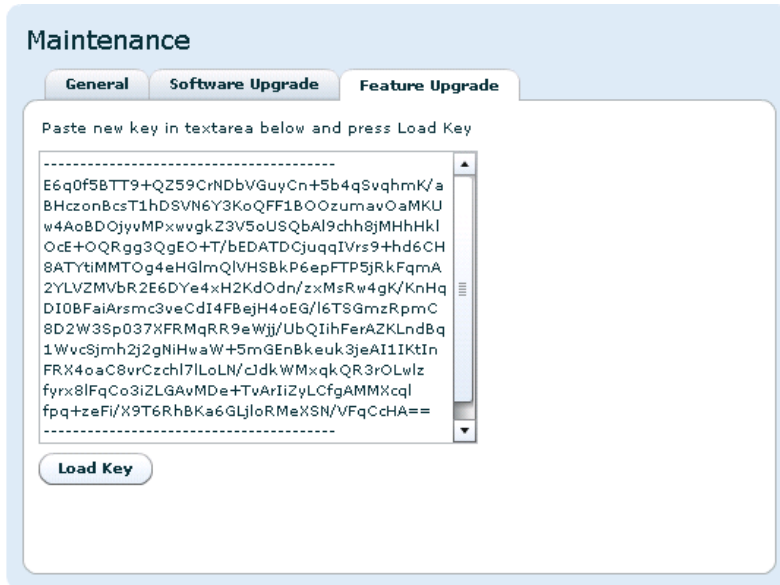 Maintenance
General Software Upgrade Feature Upgrade
Paste new key in textarea below and press Load Key
----------------------------------------
E6q0f5BTT9+QZ59CrNDbVGuyCn+5b4qSvqhmK/a
BHczonBcsT1hDSVN6Y3KoQFF1BOOzumavOaMKU
w4AoBDOjyvMPxwvgkZ3V5oUSQbAl9chh8jMHhHkl
OcE+OQRgg3QgEO+T/bEDATDCjuqqIVrs9+hd6CH
8ATYtiMMTOg4eHGlmQlVHSBkP6epFTP5jRkFqmA
2YLVZMVbR2E6DYe4xH2KdOdn/zxMsRw4gK/KnHq
DI0BFaiArsmc3veCdI4FBejH4oEG/l6TSGmzRpmC
8D2W3Sp037XFRMqRR9eWjj/UbQIihFerAZKLndBq
1WvcSjmh2j2gNiHwaW+5mGEnBkeuk3jeAI1IKtIn
FRX4oaC8vrCzchl7lLoLN/cJdkWMxqkQR3rOLwlz
fyrx8lFqCo3iZLGAvMDe+TvArIiZyLCfgAMMXcql
fpq+zeFi/X9T6RhBKa6GLjloRMeXSN/VFqCcHA==
----------------------------------------
Load Key